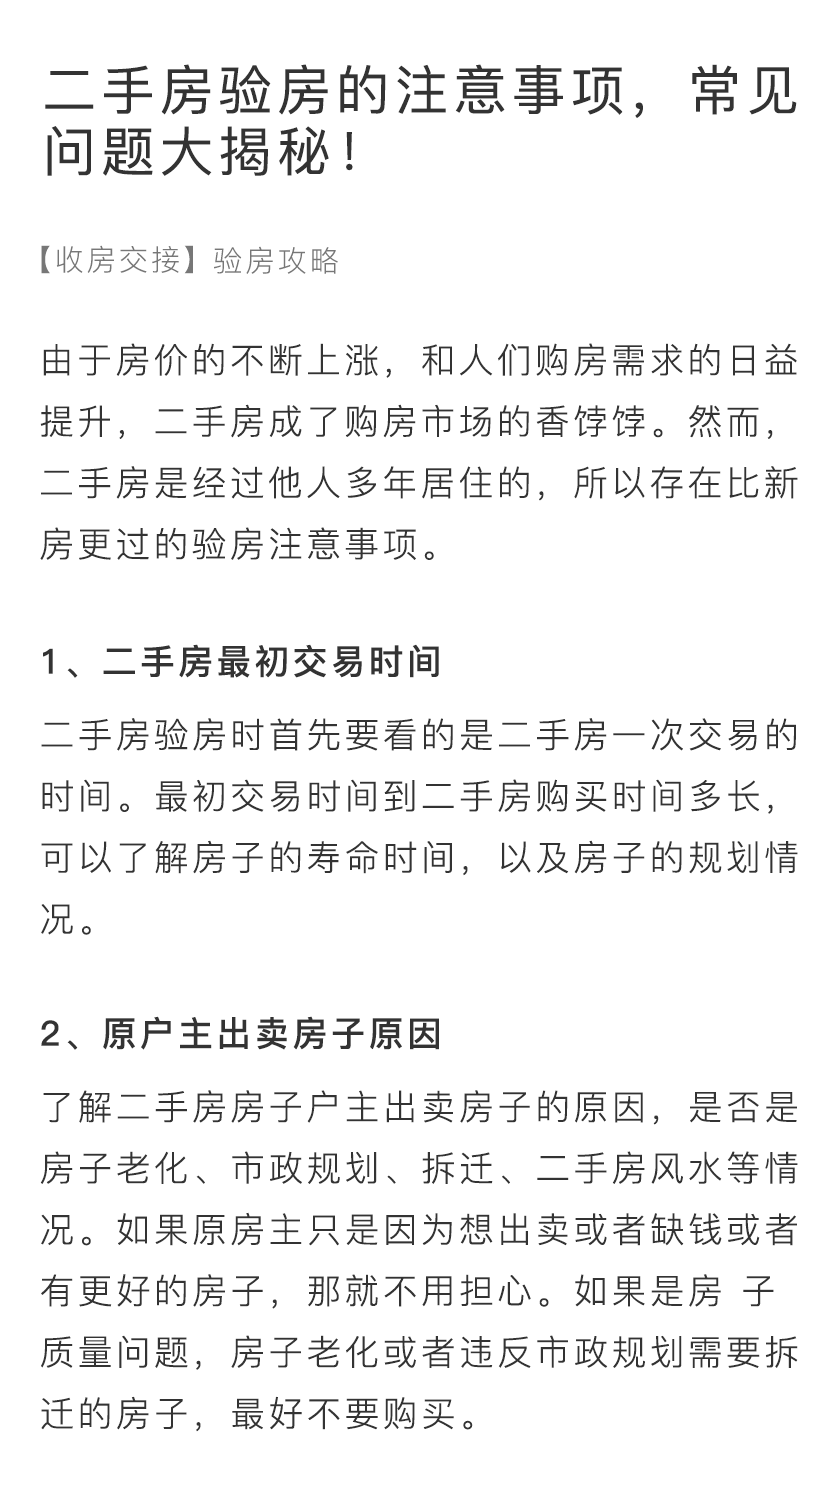 二手房验房的注意事项，常见
问题大揭秘！
【收房交接】验房攻略
由于房价的不断上涨，和人们购房需求的日益
提升，二手房成了购房市场的香饽饽。然而，
二手房是经过他人多年居住的，所以存在比新
房更过的验房注意事项。
1、二手房最初交易时间
二手房验房时首先要看的是二手房一次交易的
时间。最初交易时间到二手房购买时间多长，
可以了解房子的寿命时间，以及房子的规划情
况。
2、原户主出卖房子原因
了解二手房房子户主出卖房子的原因，是否是
房子老化、市政规划、拆迁、二手房风水等情
况。如果原房主只是因为想出卖或者缺钱或者
有更好的房子，那就不用担心。如果是房 子
质量问题，房子老化或者违反市政规划需要拆
迁的房子，最好不要购买。